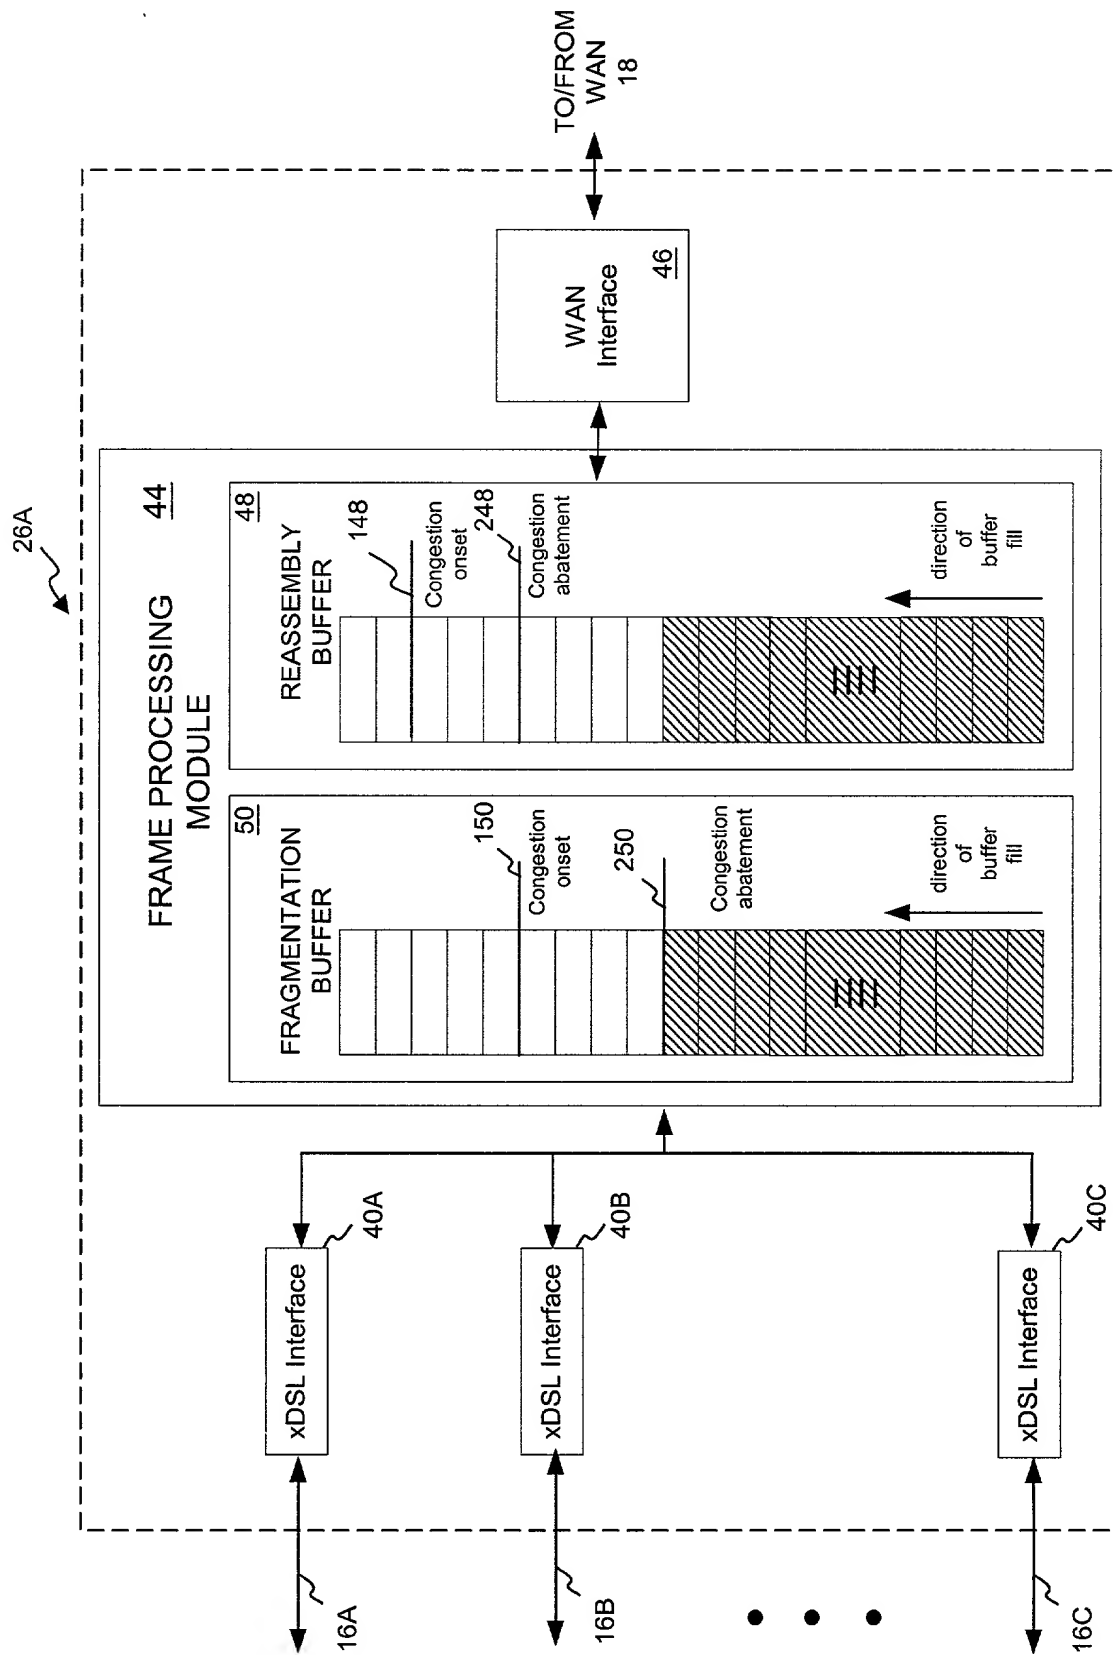 26A
FRAME PROCESSING
MODULE
44
FRAGMENTATION
BUFFER
50
150
Congestion
onset
250
Congestion
abatement
direction
of
buffer
fill
REASSEMBLY
BUFFER
48
148
Congestion
onset
248
Congestion
abatement
direction
of
buffer
fill
WAN
Interface
46
TO/FROM
WAN
18
xDSL Interface
40A
16A
xDSL Interface
40B
16B
xDSL Interface
40C
16C